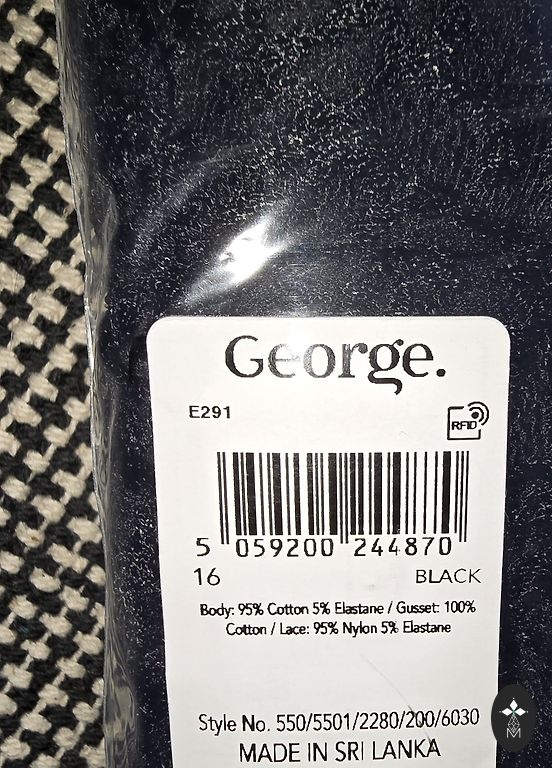 George.
E291
RFID
5 059200 244870
16 BLACK
Body: 95% Cotton 5% Elastane / Gusset: 100%
Cotton / Lace: 95% Nylon 5% Elastane
Style No. 550/5501/2280/200/6030
MADE IN SRI LANKA
M